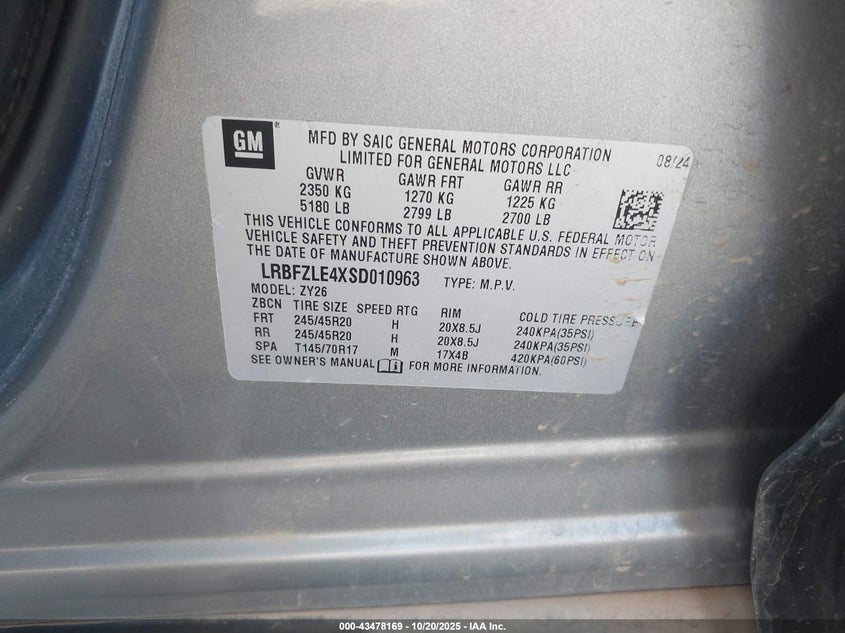 GM
MFD BY SAIC GENERAL MOTORS CORPORATION
LIMITED FOR GENERAL MOTORS LLC
08/24
GVWR GAWR FRT GAWR RR
2350 KG 1270 KG 1225 KG
5180 LB 2799 LB 2700 LB
THIS VEHICLE CONFORMS TO ALL APPLICABLE U.S. FEDERAL MOTOR
VEHICLE SAFETY AND THEFT PREVENTION STANDARDS IN EFFECT ON
THE DATE OF MANUFACTURE SHOWN ABOVE.
LRBFZLE4XSD010963 TYPE: M.P.V.
MODEL: ZY26
ZBCN TIRE SIZE SPEED RTG RIM COLD TIRE PRESSURE
FRT 245/45R20 H 20X8.5J 240KPA(35PSI)
RR 245/45R20 H 20X8.5J 240KPA(35PSI)
SPA T145/70R17 M 17X4B 420KPA(60PSI)
SEE OWNER'S MANUAL FOR MORE INFORMATION.
000-43478169 | 10/20/2025 - IAA Inc.